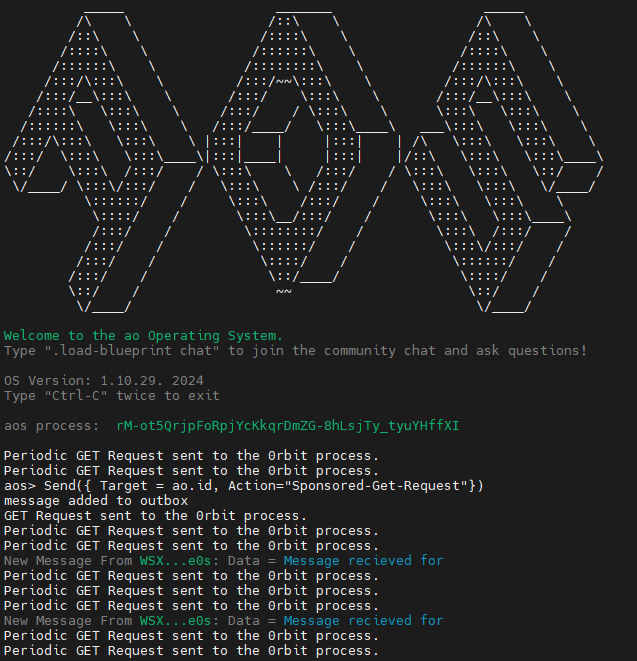 Welcome to the ao Operating System.
Type ".load-blueprint chat" to join the community chat and ask questions!
OS Version: 1.10.29. 2024
Type "Ctrl-C" twice to exit
aos process:  rM-ot5QrjpFoRpjYcKkqrDmZG-8hLsjTy_tyuYHffXI
Periodic GET Request sent to the 0rbit process.
Periodic GET Request sent to the 0rbit process.
aos> Send({ Target = ao.id, Action="Sponsored-Get-Request"})
message added to outbox
GET Request sent to the 0rbit process.
Periodic GET Request sent to the 0rbit process.
Periodic GET Request sent to the 0rbit process.
New Message From WSX...e0s: Data = Message recieved for
Periodic GET Request sent to the 0rbit process.
Periodic GET Request sent to the 0rbit process.
Periodic GET Request sent to the 0rbit process.
New Message From WSX...e0s: Data = Message recieved for
Periodic GET Request sent to the 0rbit process.
Periodic GET Request sent to the 0rbit process.